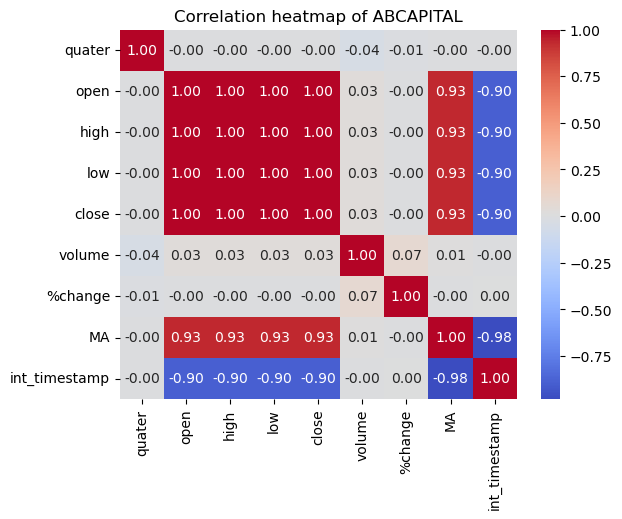 Correlation heatmap of ABCAPITAL
quater 1.00 -0.00 -0.00 -0.00 -0.00 -0.04 -0.01 -0.00 -0.00
open -0.00 1.00 1.00 1.00 1.00 0.03 -0.00 0.93 -0.90
high -0.00 1.00 1.00 1.00 1.00 0.03 -0.00 0.93 -0.90
low -0.00 1.00 1.00 1.00 1.00 0.03 -0.00 0.93 -0.90
close -0.00 1.00 1.00 1.00 1.00 0.03 -0.00 0.93 -0.90
volume -0.04 0.03 0.03 0.03 0.03 1.00 0.07 0.01 -0.00
%change -0.01 -0.00 -0.00 -0.00 -0.00 0.07 1.00 -0.00 0.00
MA -0.00 0.93 0.93 0.93 0.93 0.01 -0.00 1.00 -0.98
int_timestamp -0.00 -0.90 -0.90 -0.90 -0.90 -0.00 0.00 -0.98 1.00
quater open high low close volume %change MA int_timestamp
1.00
0.75
0.50
0.25
0.00
−0.25
−0.50
−0.75